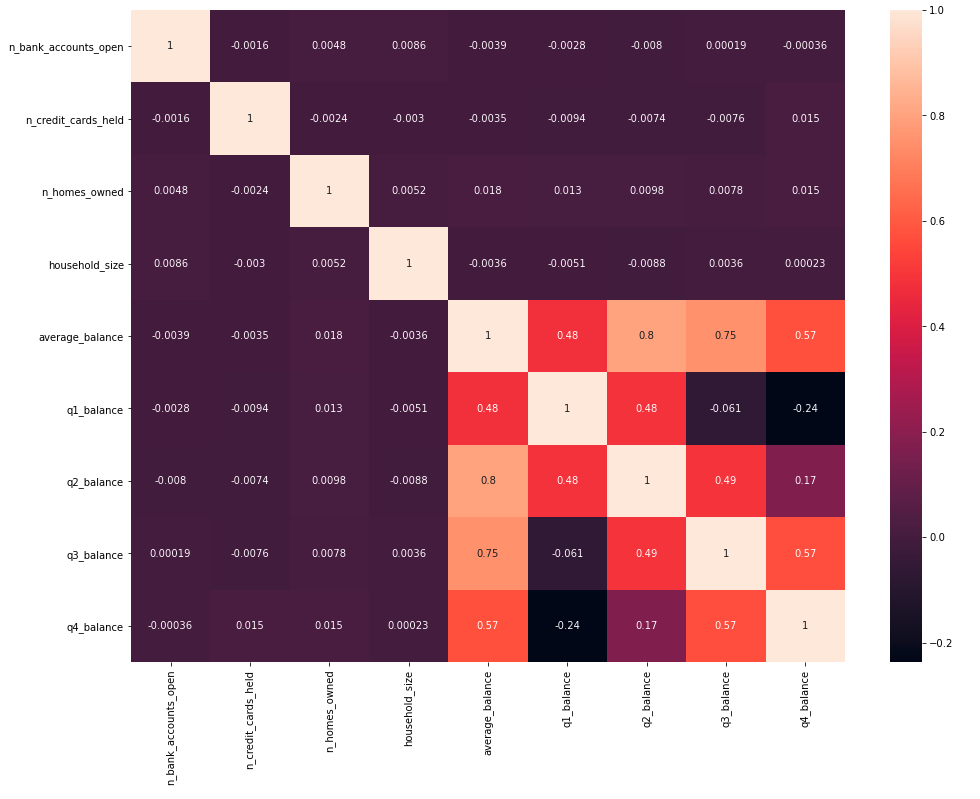 n_bank_accounts_open 1 -0.0016 0.0048 0.0086 -0.0039 -0.0028 -0.008 0.00019 -0.00036
n_credit_cards_held -0.0016 1 -0.0024 -0.003 -0.0035 -0.0094 -0.0074 -0.0076 0.015
n_homes_owned 0.0048 -0.0024 1 0.0052 0.018 0.013 0.0098 0.0078 0.015
household_size 0.0086 -0.003 0.0052 1 -0.0036 -0.0051 -0.0088 0.0036 0.00023
average_balance -0.0039 -0.0035 0.018 -0.0036 1 0.48 0.8 0.75 0.57
q1_balance -0.0028 -0.0094 0.013 -0.0051 0.48 1 0.48 -0.061 -0.24
q2_balance -0.008 -0.0074 0.0098 -0.0088 0.8 0.48 1 0.49 0.17
q3_balance 0.00019 -0.0076 0.0078 0.0036 0.75 -0.061 0.49 1 0.57
q4_balance -0.00036 0.015 0.015 0.00023 0.57 -0.24 0.17 0.57 1
n_bank_accounts_open
n_credit_cards_held
n_homes_owned
household_size
average_balance
q1_balance
q2_balance
q3_balance
q4_balance
1.0
0.8
0.6
0.4
0.2
0.0
−0.2